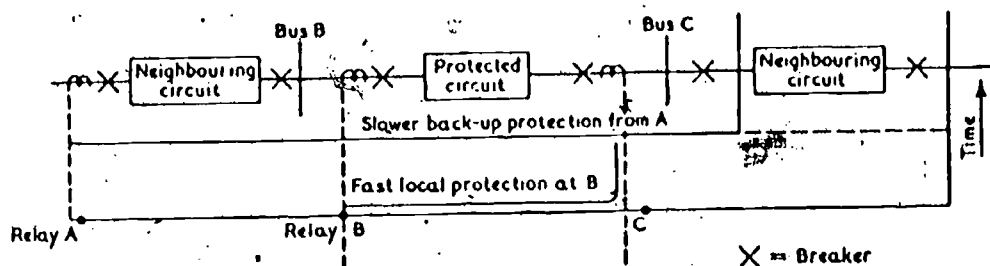 Bus B
Bus C
Neighbouring circuit
Protected circuit
Neighbouring circuit
Slower back-up protection from A
Time
Fast local protection at B
Relay A
Relay B
C
X = Breaker